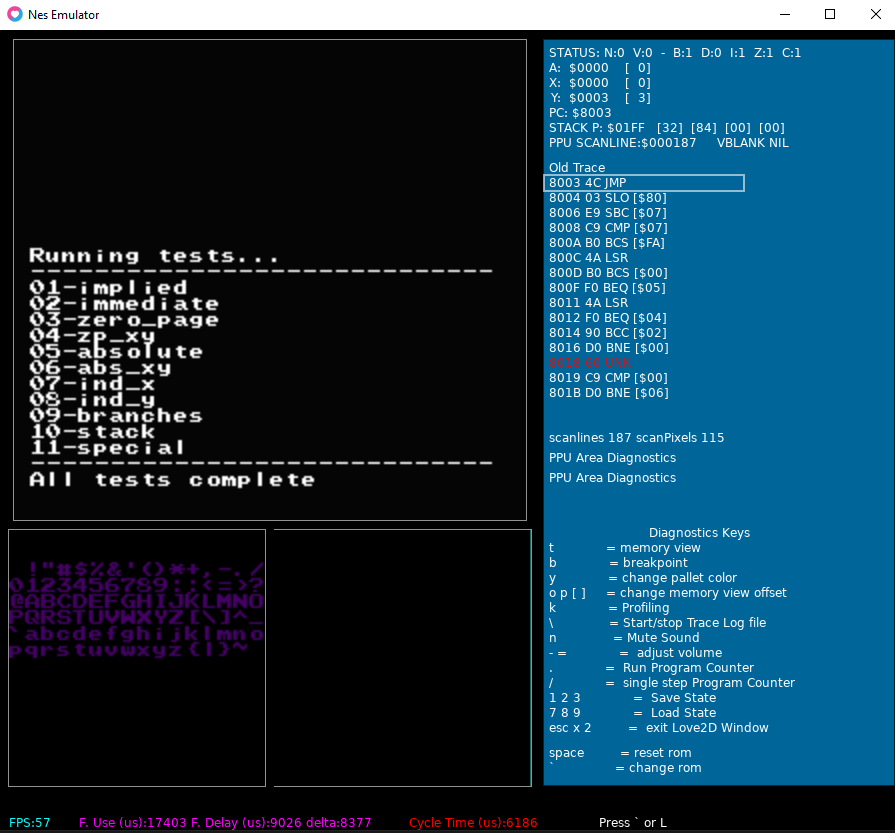 Nes Emulator
Running tests...
--------------------------------
01-implied
02-immediate
03-zero_page
04-zp_xy
05-absolute
06-abs_xy
07-ind_x
08-ind_y
09-branches
10-stack
11-special
--------------------------------
All tests complete
STATUS: N:0 V:0 - B:1 D:0 I:1 Z:1 C:1
A: $0000 [ 0]
X: $0000 [ 0]
Y: $0003 [ 3]
PC: $8003
STACK P: $01FF [32] [84] [00] [00]
PPU SCANLINE:$000187 VBLANK NIL
Old Trace
8003 4C JMP
8004 03 SLO [$80]
8006 E9 SBC [$07]
8008 C9 CMP [$07]
800A B0 BCS [$FA]
800C 4A LSR
800D B0 BCS [$00]
800F F0 BEQ [$05]
8011 4A LSR
8012 F0 BEQ [$04]
8014 90 BCC [$02]
8016 D0 BNE [$00]
8018 60 UNK
8019 C9 CMP [$00]
801B D0 BNE [$06]
scanlines 187 scanPixels 115
PPU Area Diagnostics
PPU Area Diagnostics
Diagnostics Keys
t = memory view
b = breakpoint
y = change pallet color
o p [ ] = change memory view offset
k = Profiling
\ = Start/stop Trace Log file
n = Mute Sound
- = = adjust volume
. = Run Program Counter
/ = single step Program Counter
1 2 3 = Save State
7 8 9 = Load State
esc x 2 = exit Love2D Window
space = reset rom
` = change rom
!"#$%&'()*+,-./
0123456789:;<=>?
@ABCDEFGHIJKLMNO
PQRSTUVWXYZ[\]^_
`abcdefghijklmno
pqrstuvwxyz{|}~
FPS:57 F. Use (us):17403 F. Delay (us):9026 delta:8377 Cycle Time (us):6186 Press ` or L